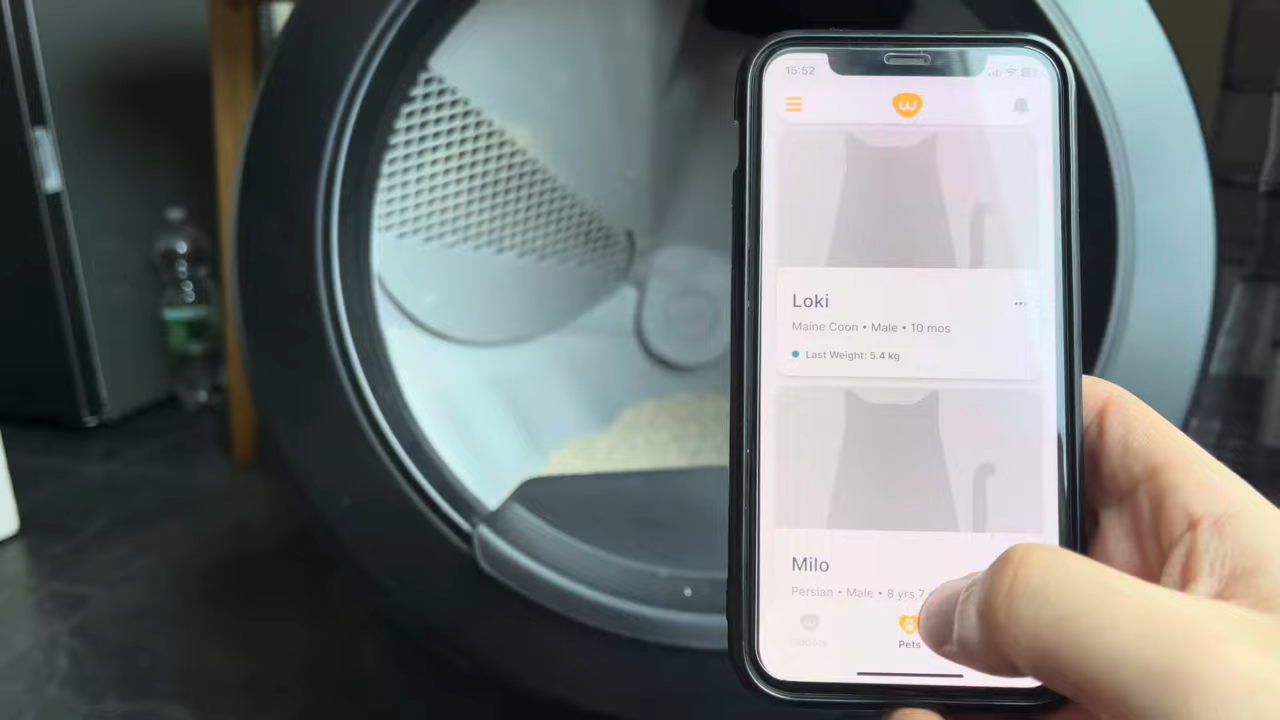 15:52
Loki
Maine Coon • Male • 10 mos
Last Weight: 5.4 kg
Milo
Persian • Male • 8 yrs 7
Robots
Pets